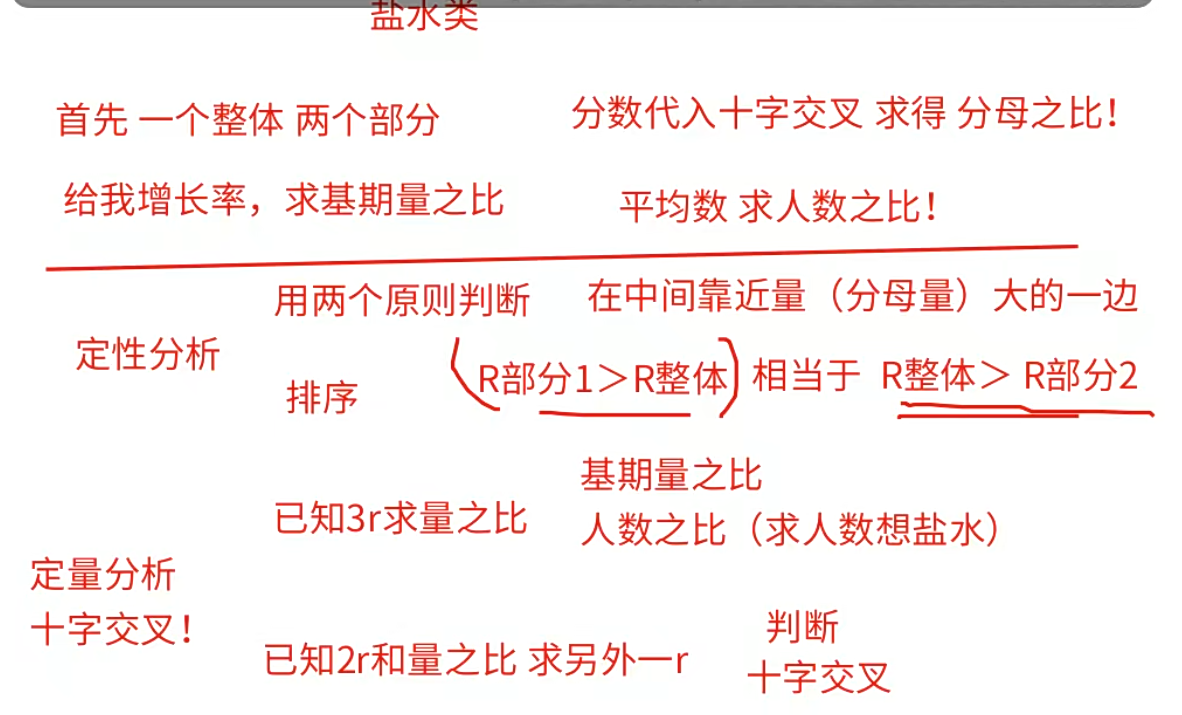 盐水类
首先 一个整体 两个部分
分数代入十字交叉 求得 分母之比！
给我增长率，求基期量之比
平均数 求人数之比！
用两个原则判断
在中间靠近量（分母量）大的一边
定性分析
排序
R部分1＞R整体
相当于 R整体＞ R部分2
已知3r求量之比
基期量之比
人数之比（求人数想盐水）
定量分析
十字交叉！
已知2r和量之比 求另外一r
判断
十字交叉